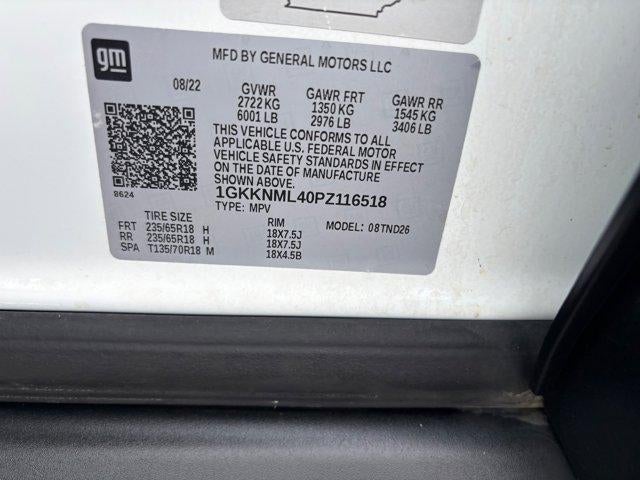 gm
MFD BY GENERAL MOTORS LLC
08/22 GVWR GAWR FRT GAWR RR
2722 KG 1350 KG 1545 KG
6001 LB 2976 LB 3406 LB
THIS VEHICLE CONFORMS TO ALL
APPLICABLE U.S. FEDERAL MOTOR
VEHICLE SAFETY STANDARDS IN EFFECT
ON THE DATE OF MANUFACTURE
SHOWN ABOVE.
8624 1GKKNML40PZ116518
TYPE: MPV
TIRE SIZE RIM MODEL: 08TND26
FRT 235/65R18 H 18X7.5J
RR 235/65R18 H 18X7.5J
SPA T135/70R18 M 18X4.5B